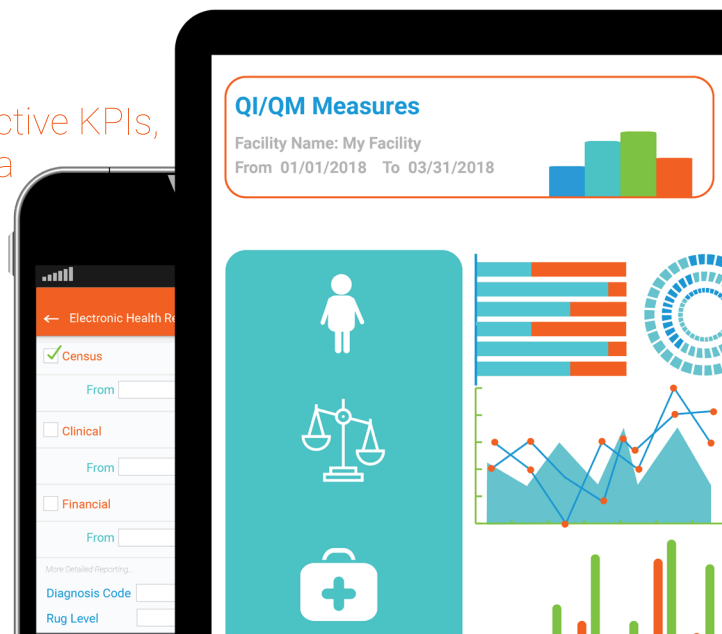 ctive KPIs,
a
QI/QM Measures
Facility Name: My Facility
From 01/01/2018 To 03/31/2018
← Electronic Health Re
Census
From
Clinical
From
Financial
From
More Detailed Reporting...
Diagnosis Code
Rug Level